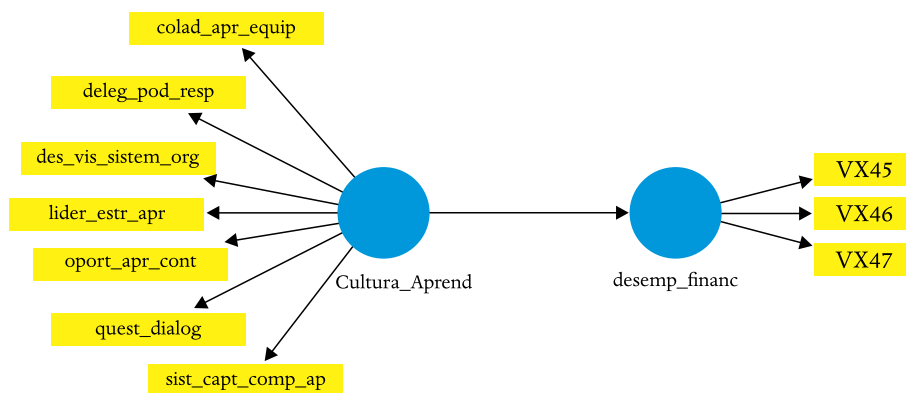 colad_apr_equip
deleg_pod_resp
des_vis_sistem_org
lider_estr_apr
oport_apr_cont
quest_dialog
sist_capt_comp_ap
Cultura_Aprend
desemp_financ
VX45
VX46
VX47